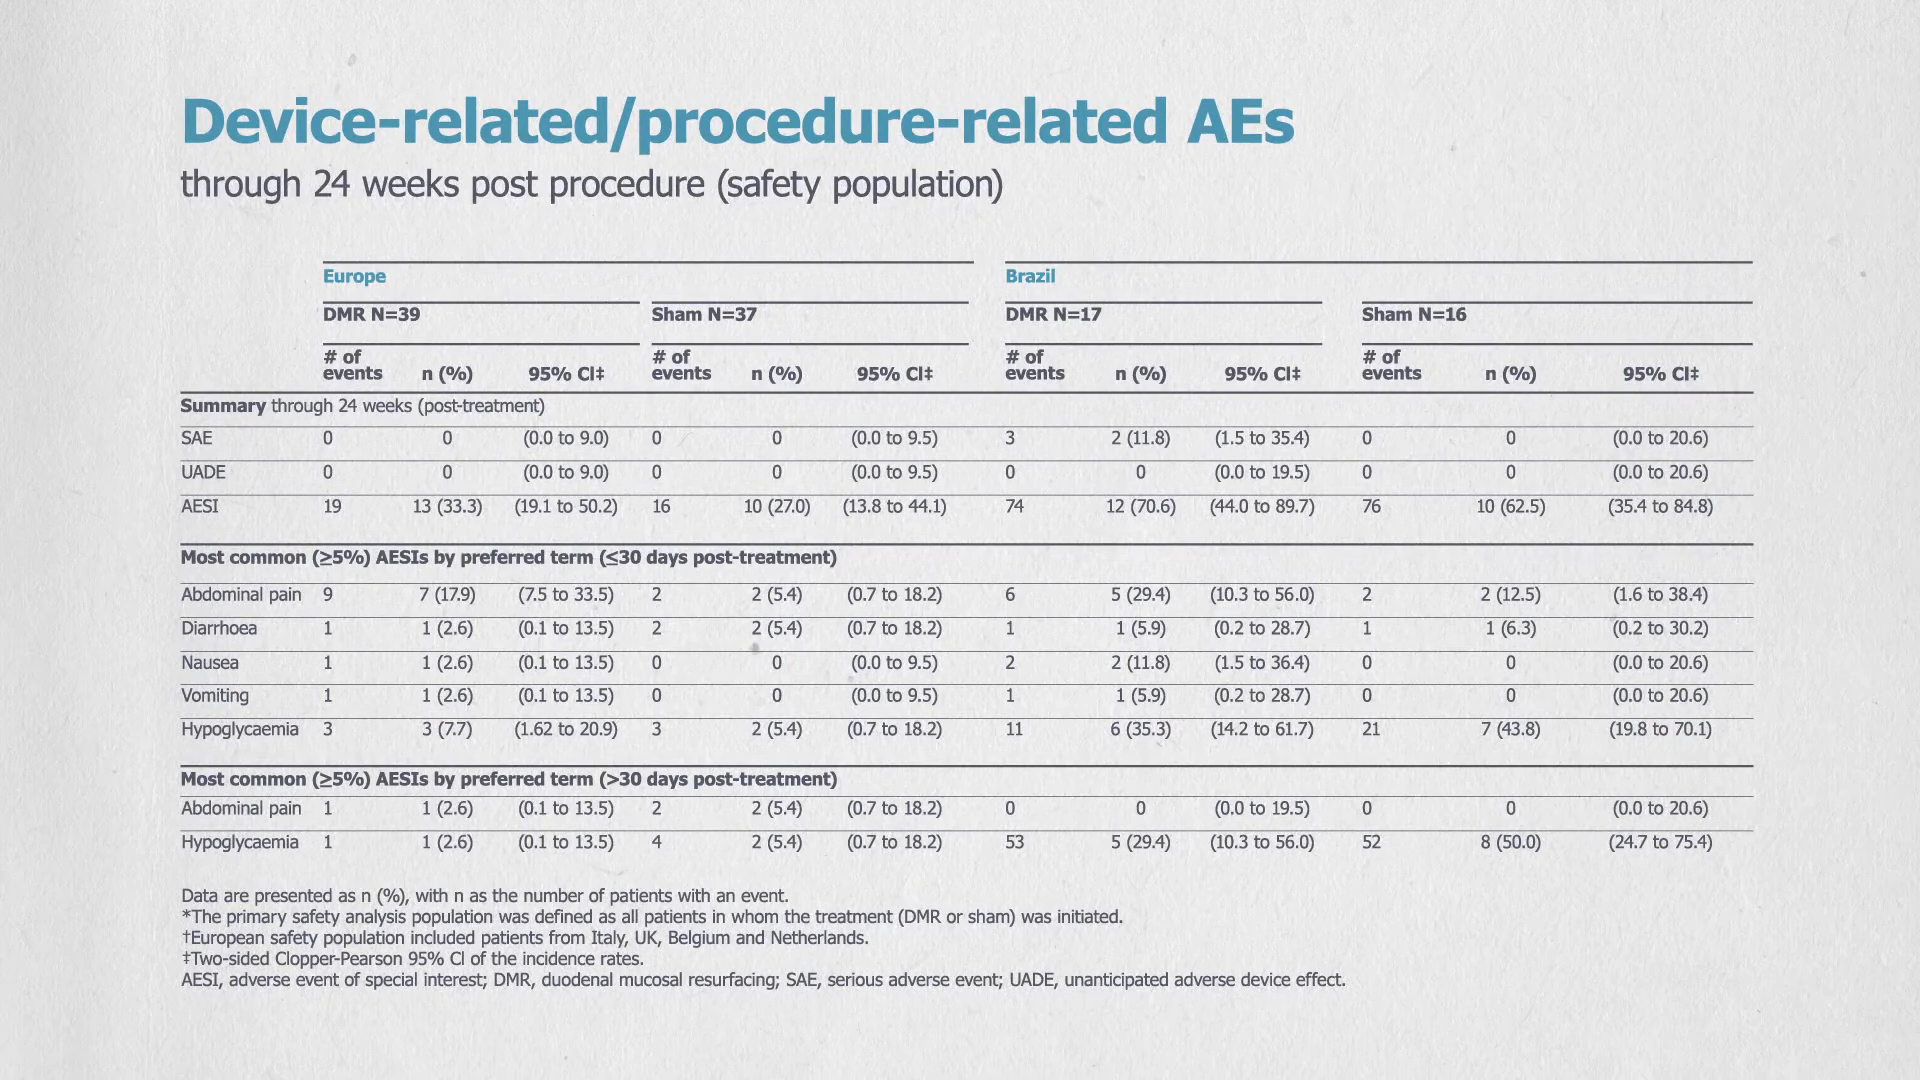 Device-related/procedure-related AEs
through 24 weeks post procedure (safety population)
Europe Brazil
DMR N=39 Sham N=37 DMR N=17 Sham N=16
# of events n (%) 95% CI‡ # of events n (%) 95% CI‡ # of events n (%) 95% CI‡ # of events n (%) 95% CI‡
Summary through 24 weeks (post-treatment)
SAE 0 0 (0.0 to 9.0) 0 0 (0.0 to 9.5) 3 2 (11.8) (1.5 to 35.4) 0 0 (0.0 to 20.6)
UADE 0 0 (0.0 to 9.0) 0 0 (0.0 to 9.5) 0 0 (0.0 to 19.5) 0 0 (0.0 to 20.6)
AESI 19 13 (33.3) (19.1 to 50.2) 16 10 (27.0) (13.8 to 44.1) 74 12 (70.6) (44.0 to 89.7) 76 10 (62.5) (35.4 to 84.8)
Most common (≥5%) AESIs by preferred term (≤30 days post-treatment)
Abdominal pain 9 7 (17.9) (7.5 to 33.5) 2 2 (5.4) (0.7 to 18.2) 6 5 (29.4) (10.3 to 56.0) 2 2 (12.5) (1.6 to 38.4)
Diarrhoea 1 1 (2.6) (0.1 to 13.5) 2 2 (5.4) (0.7 to 18.2) 1 1 (5.9) (0.2 to 28.7) 1 1 (6.3) (0.2 to 30.2)
Nausea 1 1 (2.6) (0.1 to 13.5) 0 0 (0.0 to 9.5) 2 2 (11.8) (1.5 to 36.4) 0 0 (0.0 to 20.6)
Vomiting 1 1 (2.6) (0.1 to 13.5) 0 0 (0.0 to 9.5) 1 1 (5.9) (0.2 to 28.7) 0 0 (0.0 to 20.6)
Hypoglycaemia 3 3 (7.7) (1.62 to 20.9) 3 2 (5.4) (0.7 to 18.2) 11 6 (35.3) (14.2 to 61.7) 21 7 (43.8) (19.8 to 70.1)
Most common (≥5%) AESIs by preferred term (>30 days post-treatment)
Abdominal pain 1 1 (2.6) (0.1 to 13.5) 2 2 (5.4) (0.7 to 18.2) 0 0 (0.0 to 19.5) 0 0 (0.0 to 20.6)
Hypoglycaemia 1 1 (2.6) (0.1 to 13.5) 4 2 (5.4) (0.7 to 18.2) 53 5 (29.4) (10.3 to 56.0) 52 8 (50.0) (24.7 to 75.4)
Data are presented as n (%), with n as the number of patients with an event.
*The primary safety analysis population was defined as all patients in whom the treatment (DMR or sham) was initiated.
†European safety population included patients from Italy, UK, Belgium and Netherlands.
‡Two-sided Clopper-Pearson 95% CI of the incidence rates.
AESI, adverse event of special interest; DMR, duodenal mucosal resurfacing; SAE, serious adverse event; UADE, unanticipated adverse device effect.